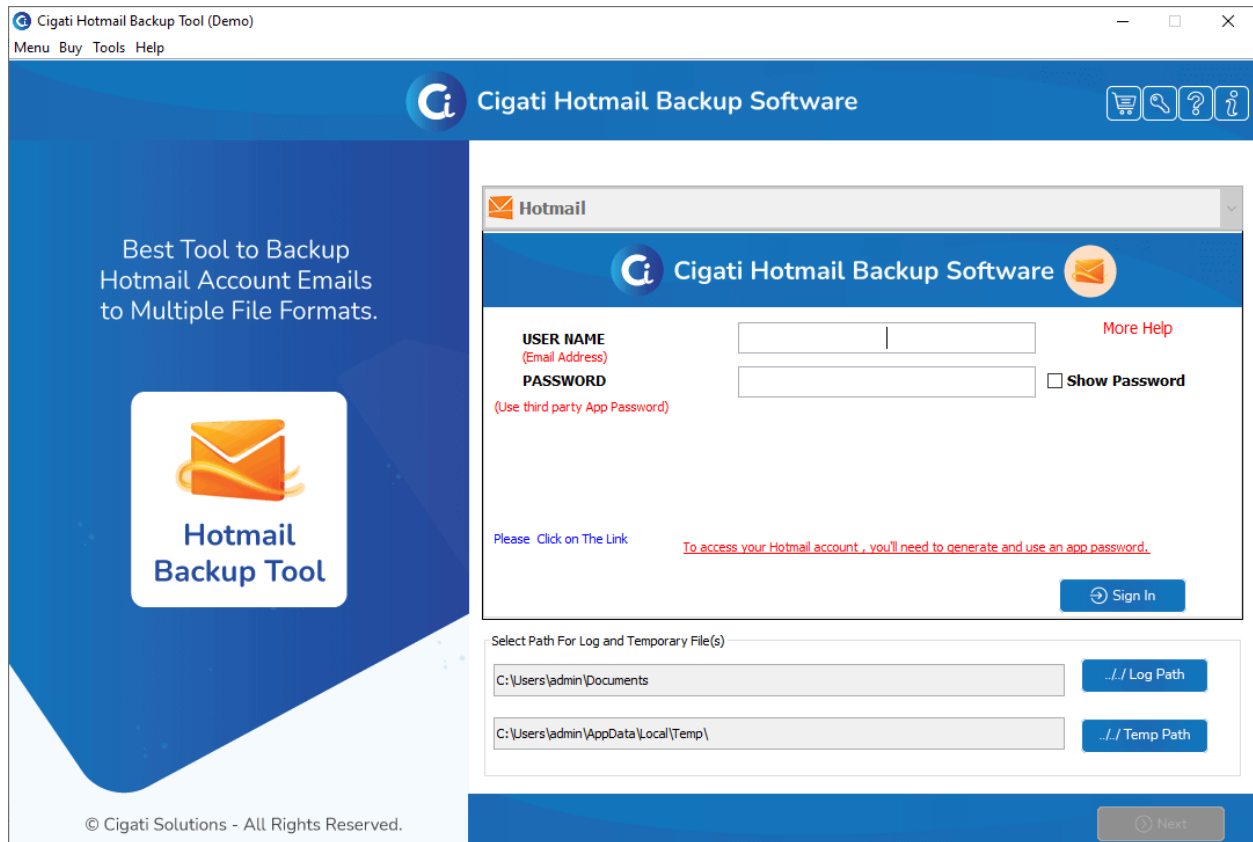 Cigati Hotmail Backup Tool (Demo)
Menu Buy Tools Help
Ci Cigati Hotmail Backup Software
Best Tool to Backup
Hotmail Account Emails
to Multiple File Formats.
Hotmail
Backup Tool
© Cigati Solutions - All Rights Reserved.
Hotmail
Ci Cigati Hotmail Backup Software
USER NAME
(Email Address)
More Help
PASSWORD
Show Password
(Use third party App Password)
Please Click on The Link
To access your Hotmail account , you'll need to generate and use an app password.
Sign In
Select Path For Log and Temporary File(s)
C:\Users\admin\Documents
../../ Log Path
C:\Users\admin\AppData\Local\Temp\
../../ Temp Path
Next